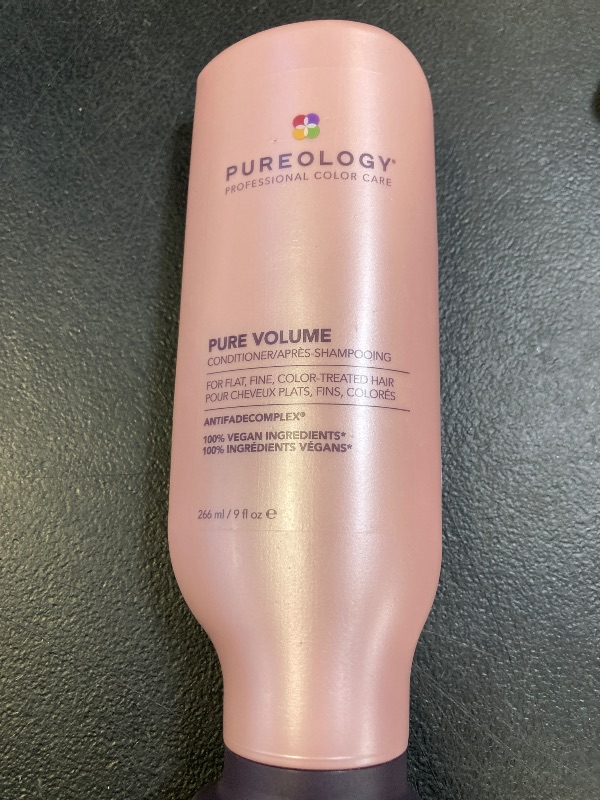 PUREOLOGY®
PROFESSIONAL COLOR CARE
PURE VOLUME
CONDITIONER/APRÈS-SHAMPOOING
FOR FLAT, FINE, COLOR-TREATED HAIR
POUR CHEVEUX PLATS, FINS, COLORÉS
ANTIFADECOMPLEX®
100% VEGAN INGREDIENTS*
100% INGRÉDIENTS VÉGANS*
266 ml / 9 fl oz ℮